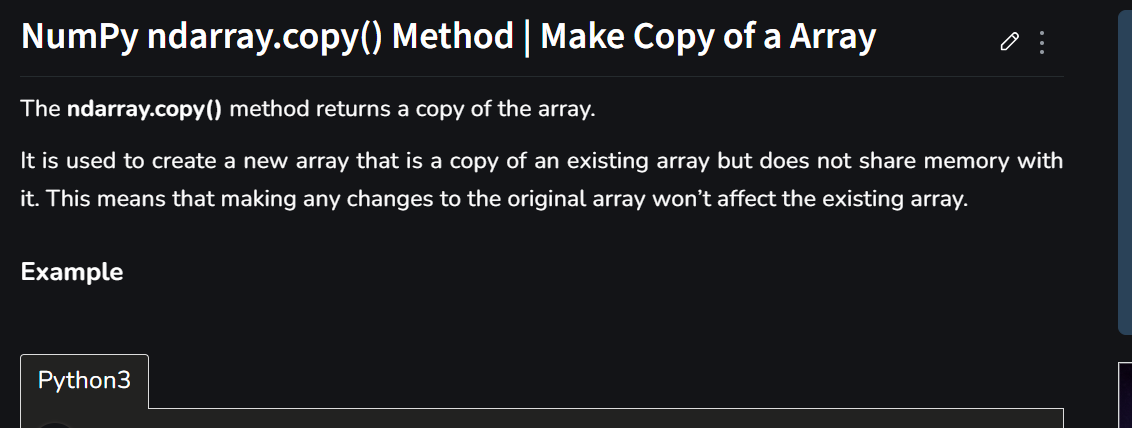 NumPy ndarray.copy() Method | Make Copy of a Array
The ndarray.copy() method returns a copy of the array.
It is used to create a new array that is a copy of an existing array but does not share memory with
it. This means that making any changes to the original array won’t affect the existing array.
Example
Python3